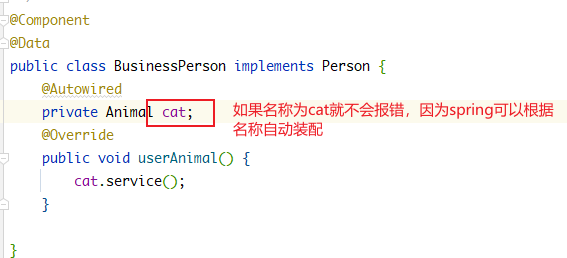 @Component
@Data
public class BusinessPerson implements Person {
@Autowired
private Animal cat;
如果名称为cat就不会报错，因为spring可以根据
名称自动装配
@Override
public void userAnimal() {
cat.service();
}
}